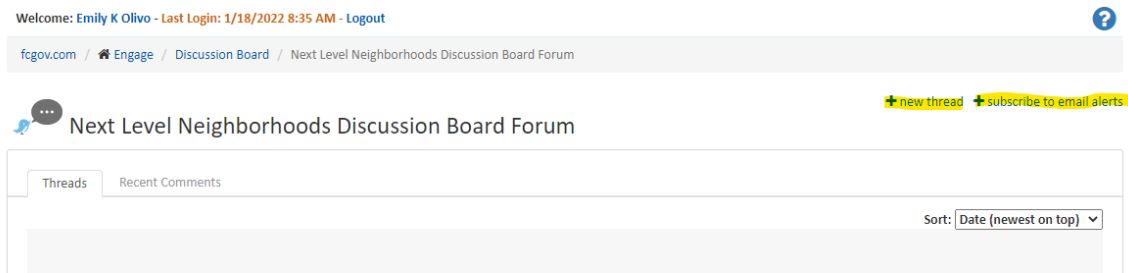 Welcome: Emily K Olivo - Last Login: 1/18/2022 8:35 AM - Logout
?
fcgov.com / Engage / Discussion Board / Next Level Neighborhoods Discussion Board Forum
+ new thread + subscribe to email alerts
Next Level Neighborhoods Discussion Board Forum
Threads Recent Comments
Sort: Date (newest on top)